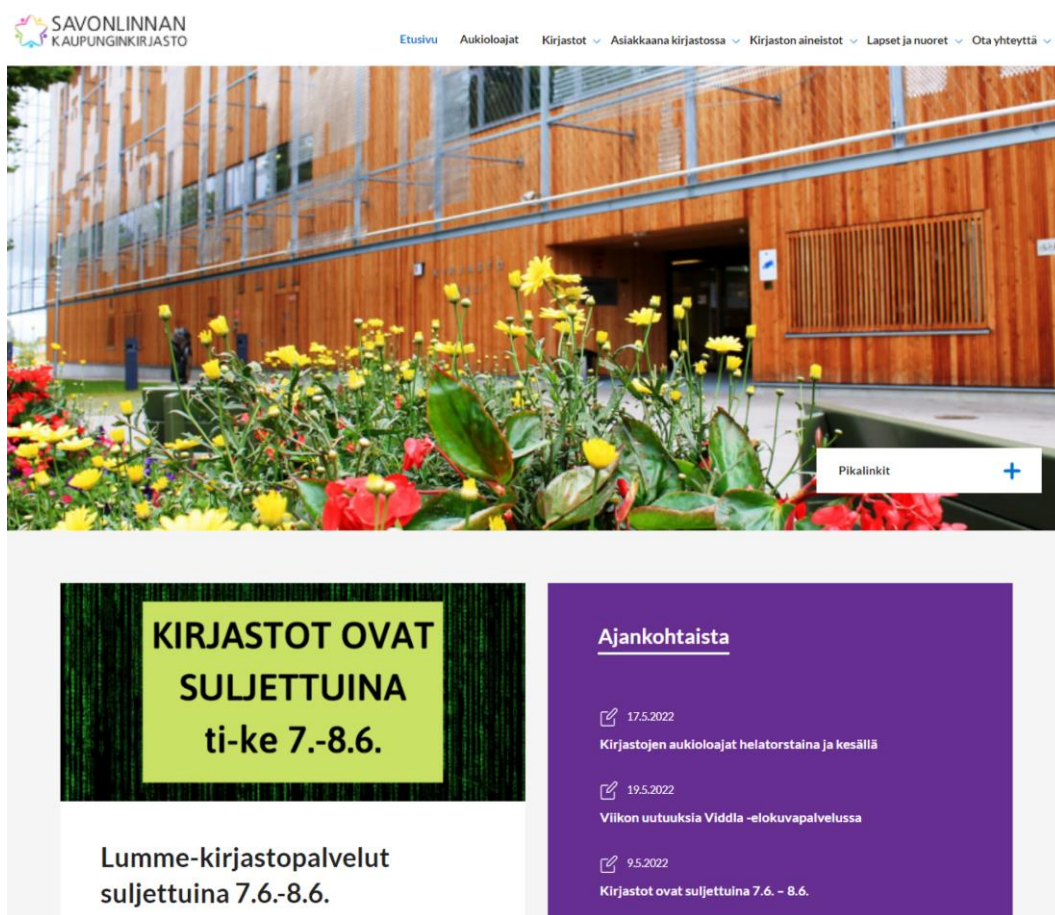 SAVONLINNAN
KAUPUNGINKIRJASTO
Etusivu Aukioloajat Kirjastot Asiakkaana kirjastossa Kirjaston aineistot Lapset ja nuoret Ota yhteyttä
KIRJASTO
Pikalinkit
KIRJASTOT OVAT
SULJETTUINA
ti-ke 7.-8.6.
Lumme-kirjastopalvelut
suljettuina 7.6.-8.6.
Ajankohtaista
17.5.2022
Kirjastojen aukioloajat helatorstaina ja kesällä
19.5.2022
Viikon uutuuksia Viddla -elokuvapalvelussa
9.5.2022
Kirjastot ovat suljettuina 7.6. – 8.6.